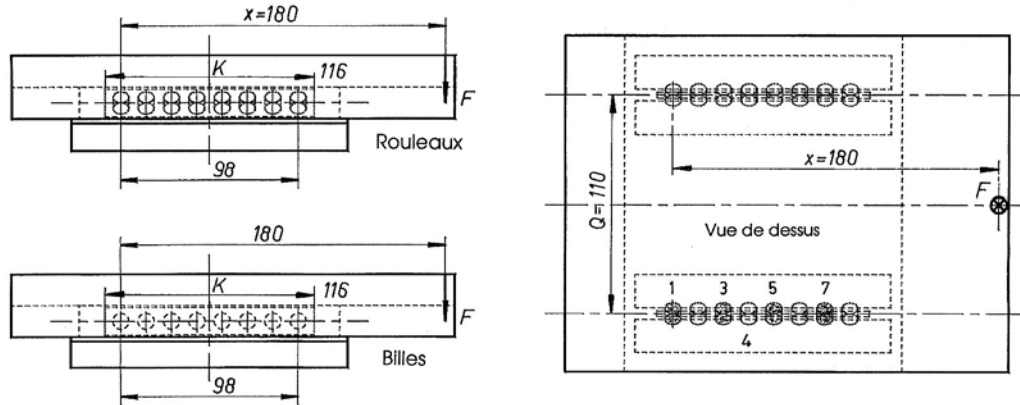 x=180
K
116
F
Rouleaux
98
180
K
116
F
Billes
98
x=180
F
Q=110
Vue de dessus
1 3 5 7
4